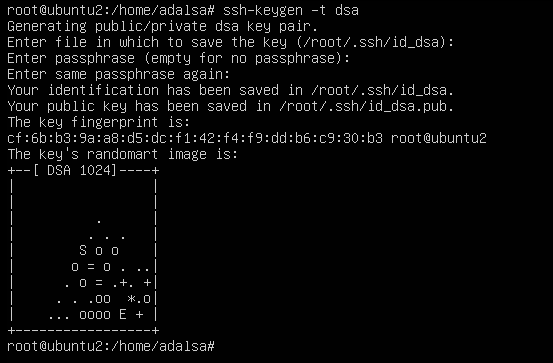 root@ubuntu2:/home/adalsa# ssh-keygen -t dsa
Generating public/private dsa key pair.
Enter file in which to save the key (/root/.ssh/id_dsa):
Enter passphrase (empty for no passphrase):
Enter same passphrase again:
Your identification has been saved in /root/.ssh/id_dsa.
Your public key has been saved in /root/.ssh/id_dsa.pub.
The key fingerprint is:
cf:6b:b3:9a:a8:d5:dc:f1:42:f4:f9:dd:b6:c9:30:b3 root@ubuntu2
The key's randomart image is:
+--[ DSA 1024]----+
|                 |
|                 |
|          .      |
|         . . .   |
|        S o o    |
|       o = o . ..|
|      . o = .+. +|
|     . . .oo  *.o|
|    ... oooo E + |
+-----------------+
root@ubuntu2:/home/adalsa#